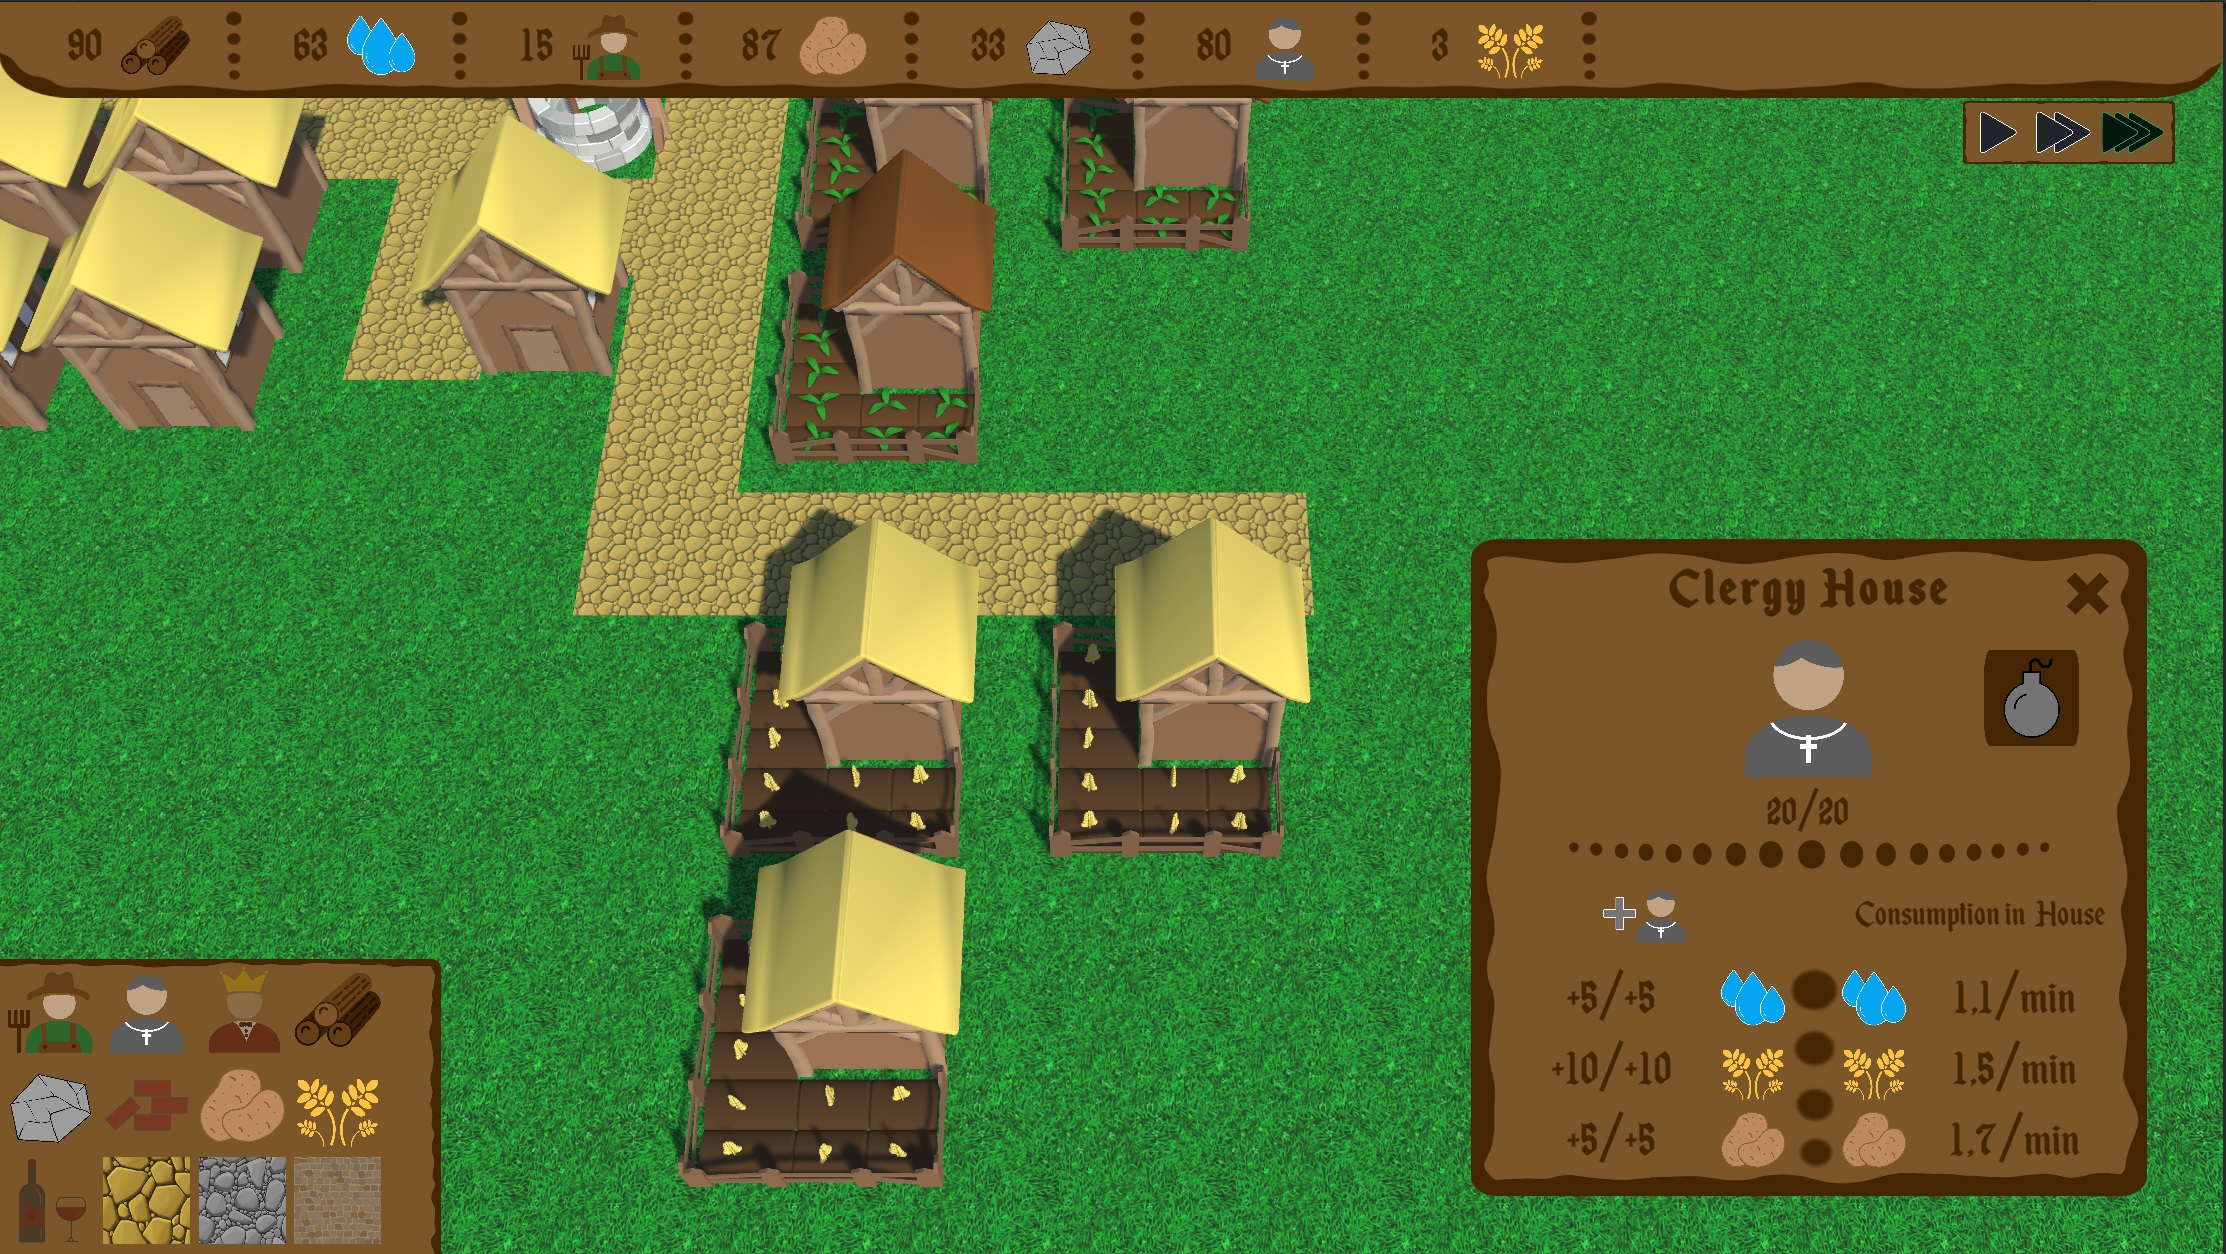 90 63 15 87 33 80 3
Clergy House
20/20
Consumption in House
+5/+5 1,1/min
+10/+10 1,5/min
+5/+5 1,7/min